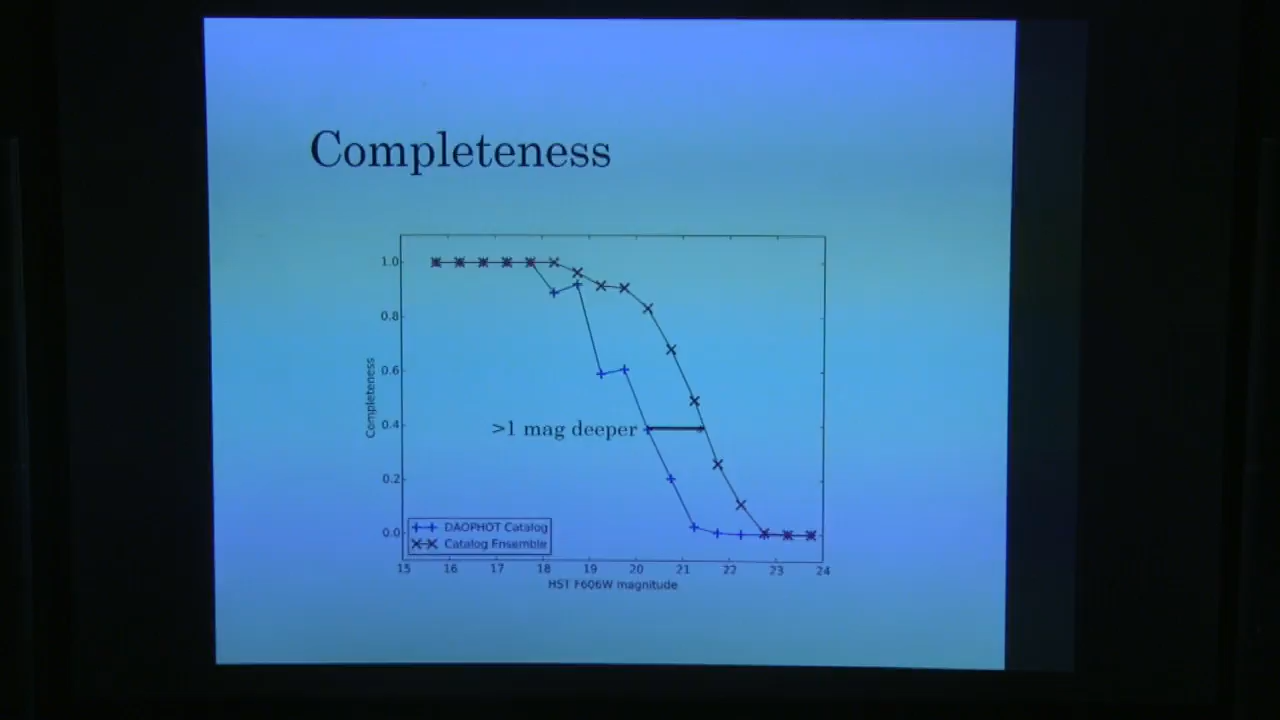 Completeness
1.0
0.8
0.6
0.4
0.2
0.0
Completeness
>1 mag deeper
DAOPHOT Catalog
Catalog Ensemble
15 16 17 18 19 20 21 22 23 24
HST F606W magnitude